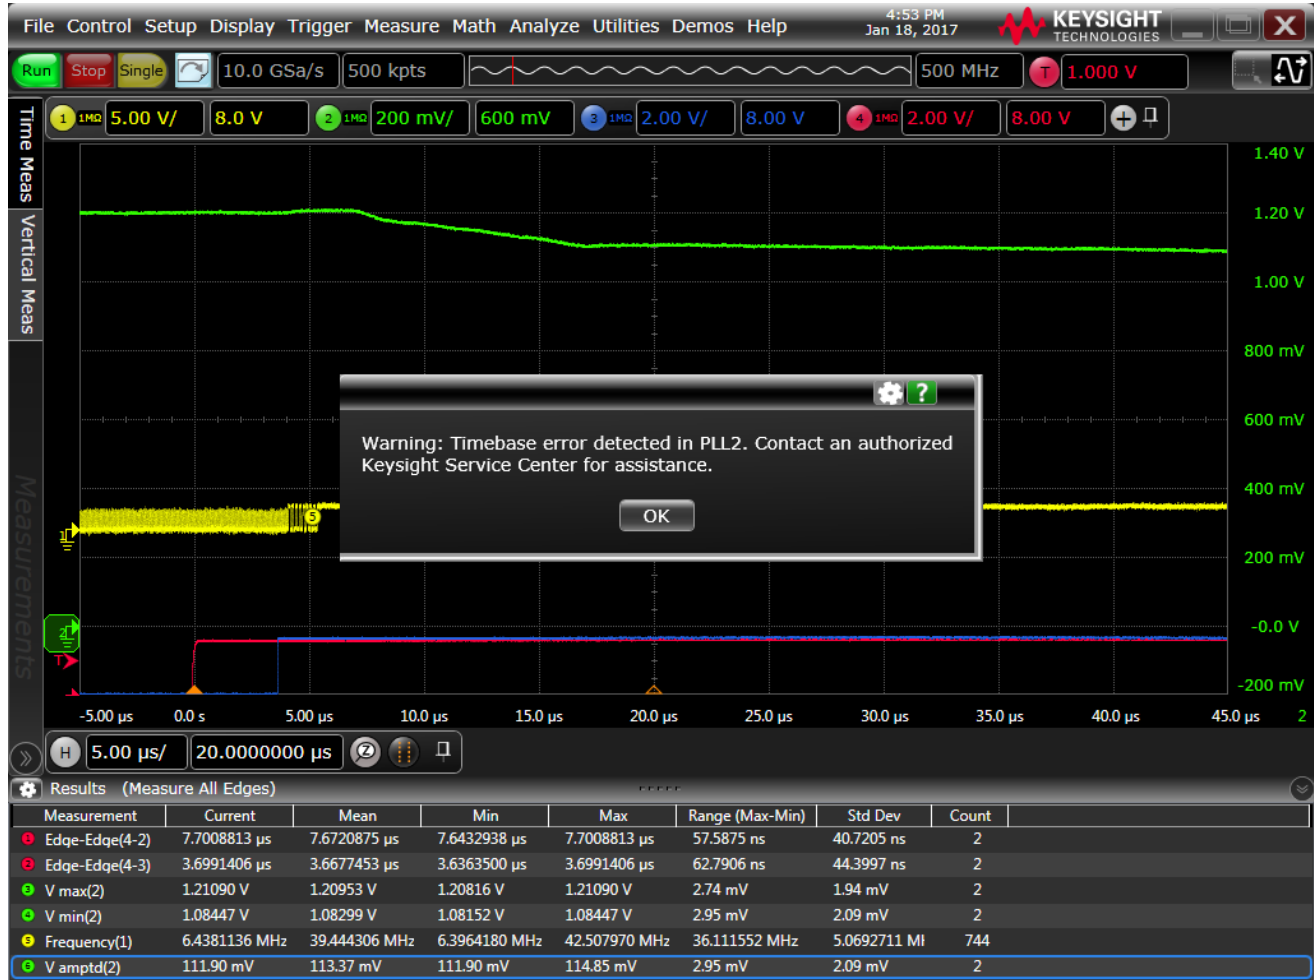 File Control Setup Display Trigger Measure Math Analyze Utilities Demos Help
4:53 PM
Jan 18, 2017
KEYSIGHT
TECHNOLOGIES
Run Stop Single 10.0 GSa/s 500 kpts 500 MHz T 1.000 V
1 1MΩ 5.00 V/ 8.0 V 2 1MΩ 200 mV/ 600 mV 3 1MΩ 2.00 V/ 8.00 V 4 1MΩ 2.00 V/ 8.00 V +
Time Meas
Vertical Meas
Measurements
1.40 V
1.20 V
1.00 V
800 mV
600 mV
400 mV
200 mV
-0.0 V
-200 mV
?
Warning: Timebase error detected in PLL2. Contact an authorized
Keysight Service Center for assistance.
OK
5
1
2
T
-5.00 µs 0.0 s 5.00 µs 10.0 µs 15.0 µs 20.0 µs 25.0 µs 30.0 µs 35.0 µs 40.0 µs 45.0 µs 2
H 5.00 µs/ 20.0000000 µs Z
Results (Measure All Edges)
Measurement Current Mean Min Max Range (Max-Min) Std Dev Count
1 Edge-Edge(4-2) 7.7008813 µs 7.6720875 µs 7.6432938 µs 7.7008813 µs 57.5875 ns 40.7205 ns 2
2 Edge-Edge(4-3) 3.6991406 µs 3.6677453 µs 3.6363500 µs 3.6991406 µs 62.7906 ns 44.3997 ns 2
3 V max(2) 1.21090 V 1.20953 V 1.20816 V 1.21090 V 2.74 mV 1.94 mV 2
4 V min(2) 1.08447 V 1.08299 V 1.08152 V 1.08447 V 2.95 mV 2.09 mV 2
5 Frequency(1) 6.4381136 MHz 39.444306 MHz 6.3964180 MHz 42.507970 MHz 36.111552 MHz 5.0692711 MH 744
6 V amptd(2) 111.90 mV 113.37 mV 111.90 mV 114.85 mV 2.95 mV 2.09 mV 2